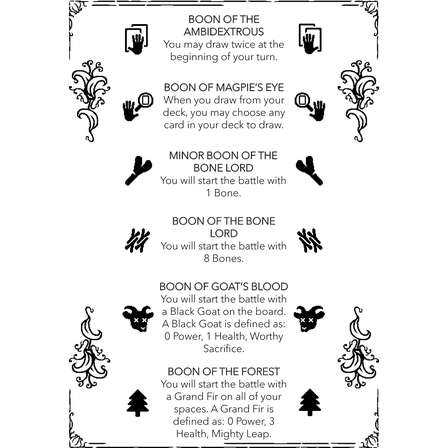 BOON OF THE
AMBIDEXTROUS
You may draw twice at the
beginning of your turn.
BOON OF MAGPIE'S EYE
When you draw from your
deck, you may choose any
card in your deck to draw.
MINOR BOON OF THE
BONE LORD
You will start the battle with
1 Bone.
BOON OF THE BONE
LORD
You will start the battle with
8 Bones.
BOON OF GOAT'S BLOOD
You will start the battle with
a Black Goat on the board.
A Black Goat is defined as:
0 Power, 1 Health, Worthy
Sacrifice.
BOON OF THE FOREST
You will start the battle with
a Grand Fir on all of your
spaces. A Grand Fir is
defined as: 0 Power, 3
Health, Mighty Leap.